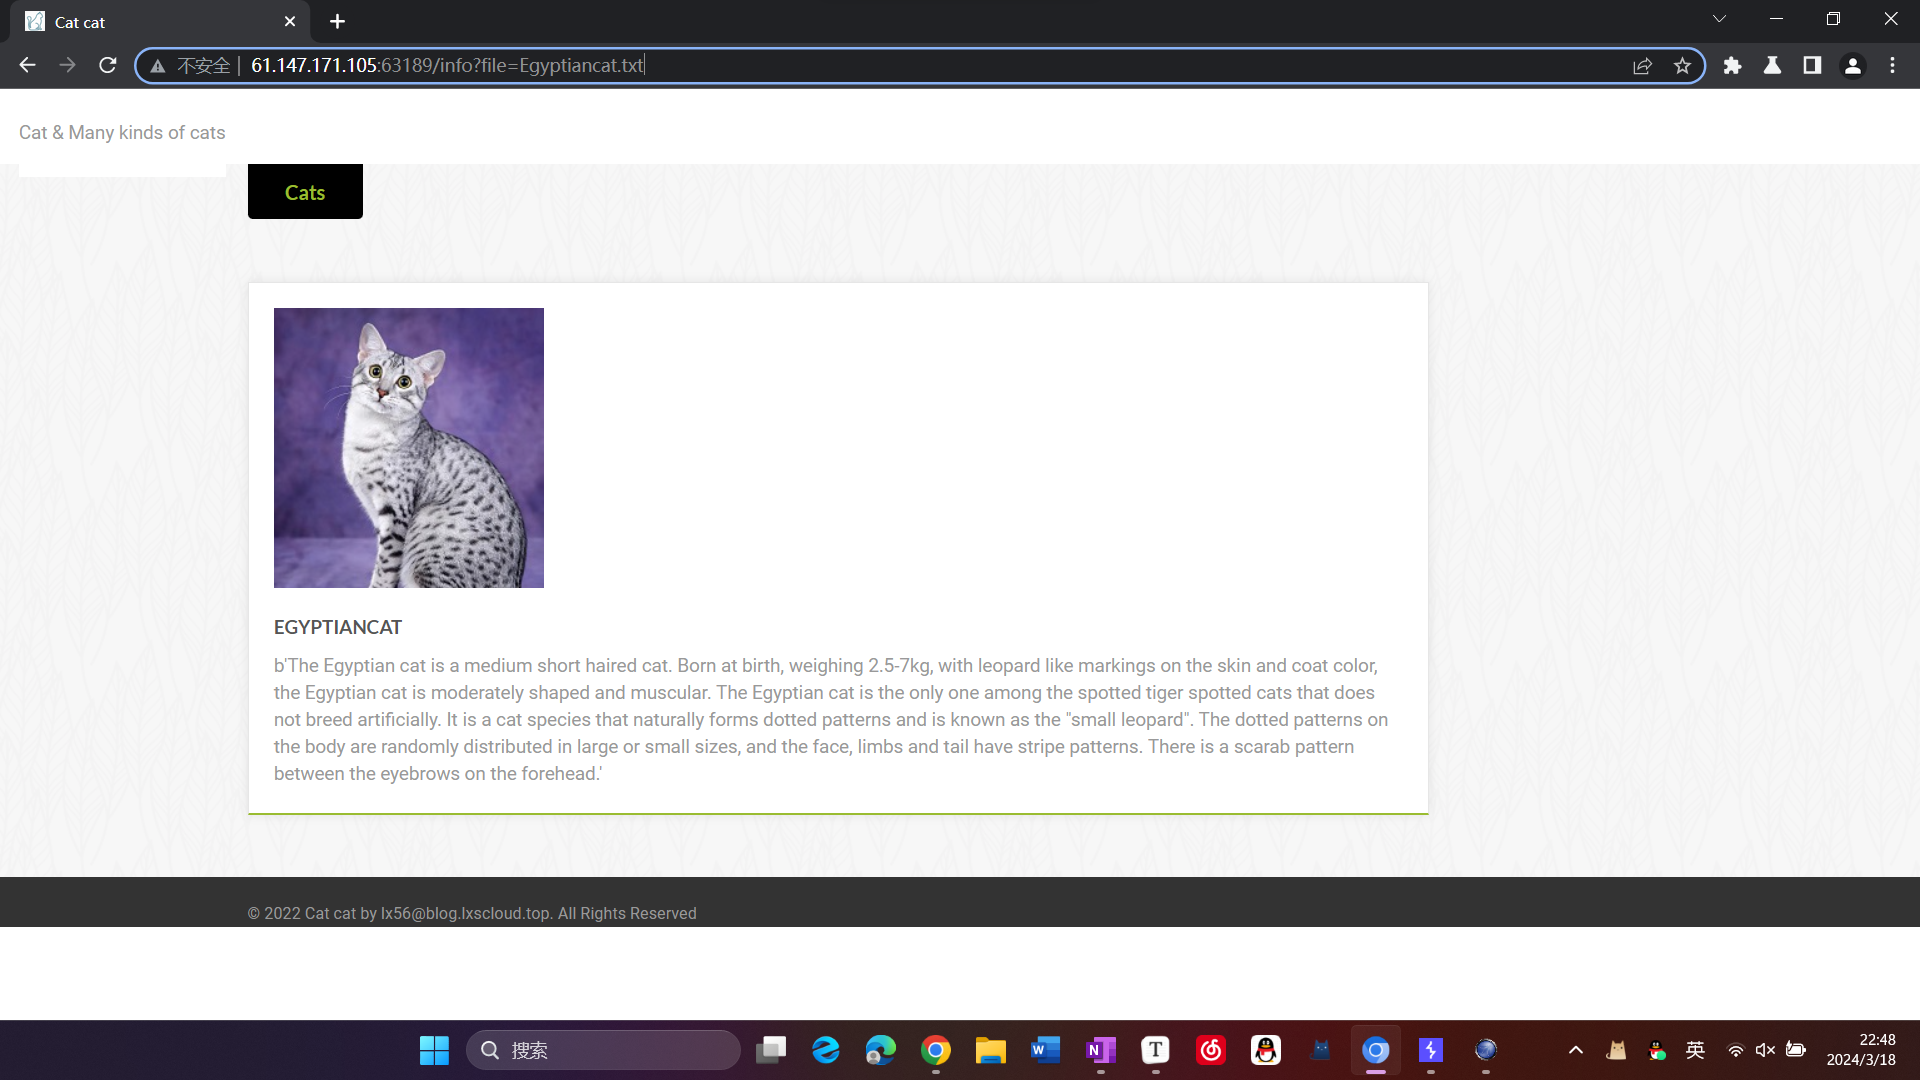 Cat cat
不安全 | 61.147.171.105:63189/info?file=Egyptiancat.txt
Cat & Many kinds of cats
Cats
EGYPTIANCAT
b'The Egyptian cat is a medium short haired cat. Born at birth, weighing 2.5-7kg, with leopard like markings on the skin and coat color,
the Egyptian cat is moderately shaped and muscular. The Egyptian cat is the only one among the spotted tiger spotted cats that does
not breed artificially. It is a cat species that naturally forms dotted patterns and is known as the "small leopard". The dotted patterns on
the body are randomly distributed in large or small sizes, and the face, limbs and tail have stripe patterns. There is a scarab pattern
between the eyebrows on the forehead.'
© 2022 Cat cat by lx56@blog.lxscloud.top. All Rights Reserved
搜索
W
N
T
英
22:48
2024/3/18